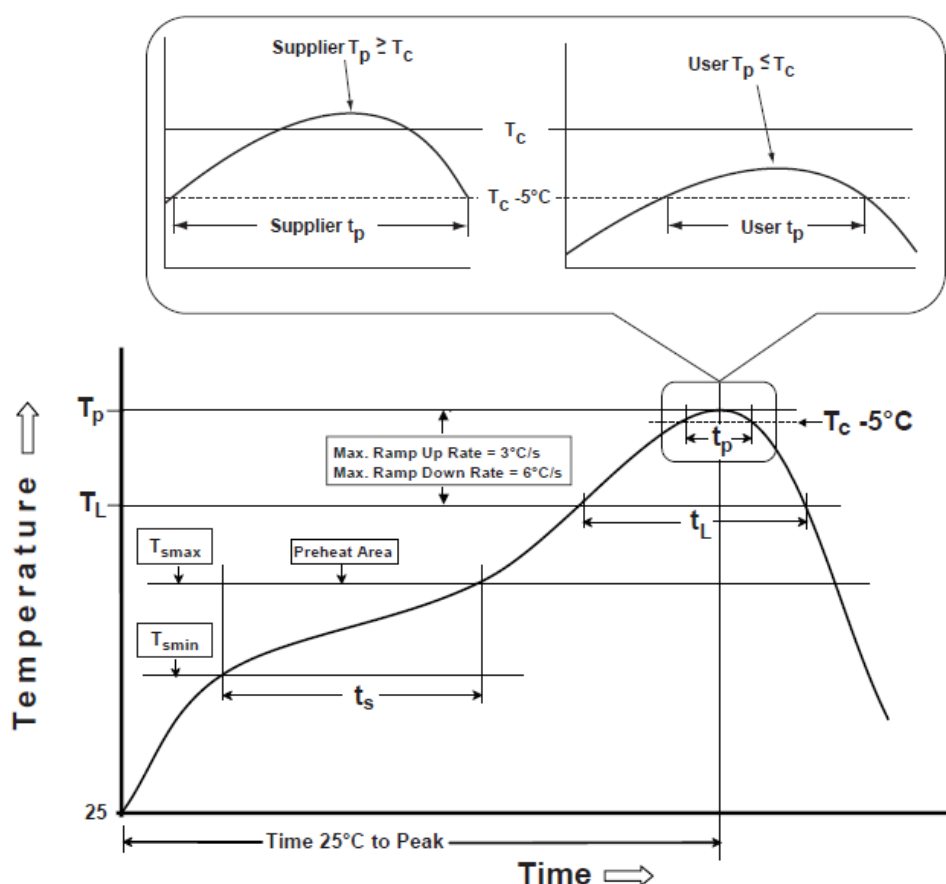 Supplier Tp ≥ Tc
User Tp ≤ Tc
Tc
Tc -5°C
Supplier tp
User tp
Tp
Tc -5°C
tp
Max. Ramp Up Rate = 3°C/s
Max. Ramp Down Rate = 6°C/s
TL
tL
Tsmax
Preheat Area
Tsmin
ts
Temperature
25
Time 25°C to Peak
Time